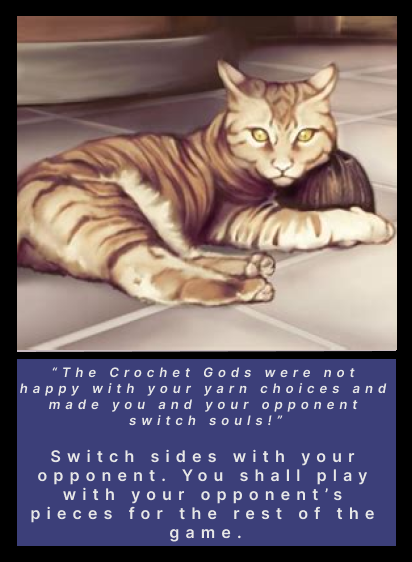 “The Crochet Gods were not
happy with your yarn choices and
made you and your opponent
switch souls!”
Switch sides with your
opponent. You shall play
with your opponent’s
pieces for the rest of the
game.